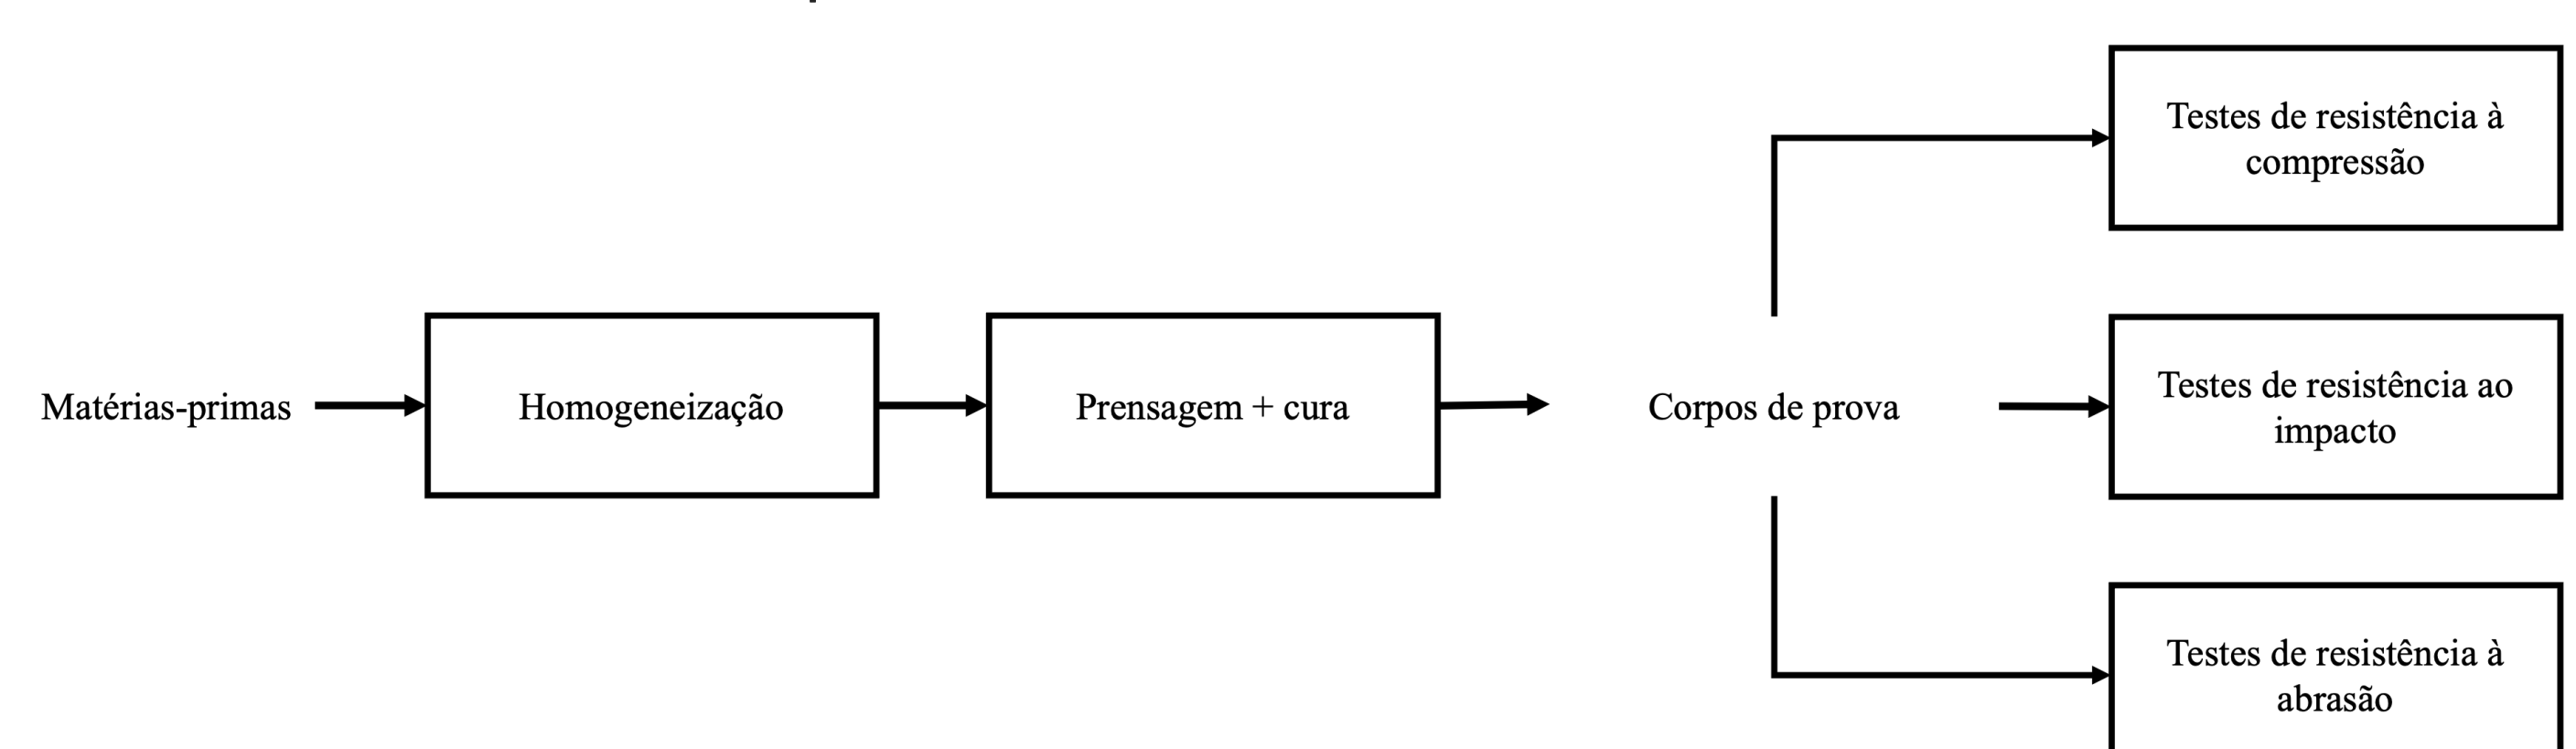 Matérias-primas
Homogeneização
Prensagem + cura
Corpos de prova
Testes de resistência à
compressão
Testes de resistência ao
impacto
Testes de resistência à
abrasão